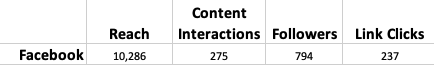 Content
Reach Interactions Followers Link Clicks
Facebook 10,286 275 794 237